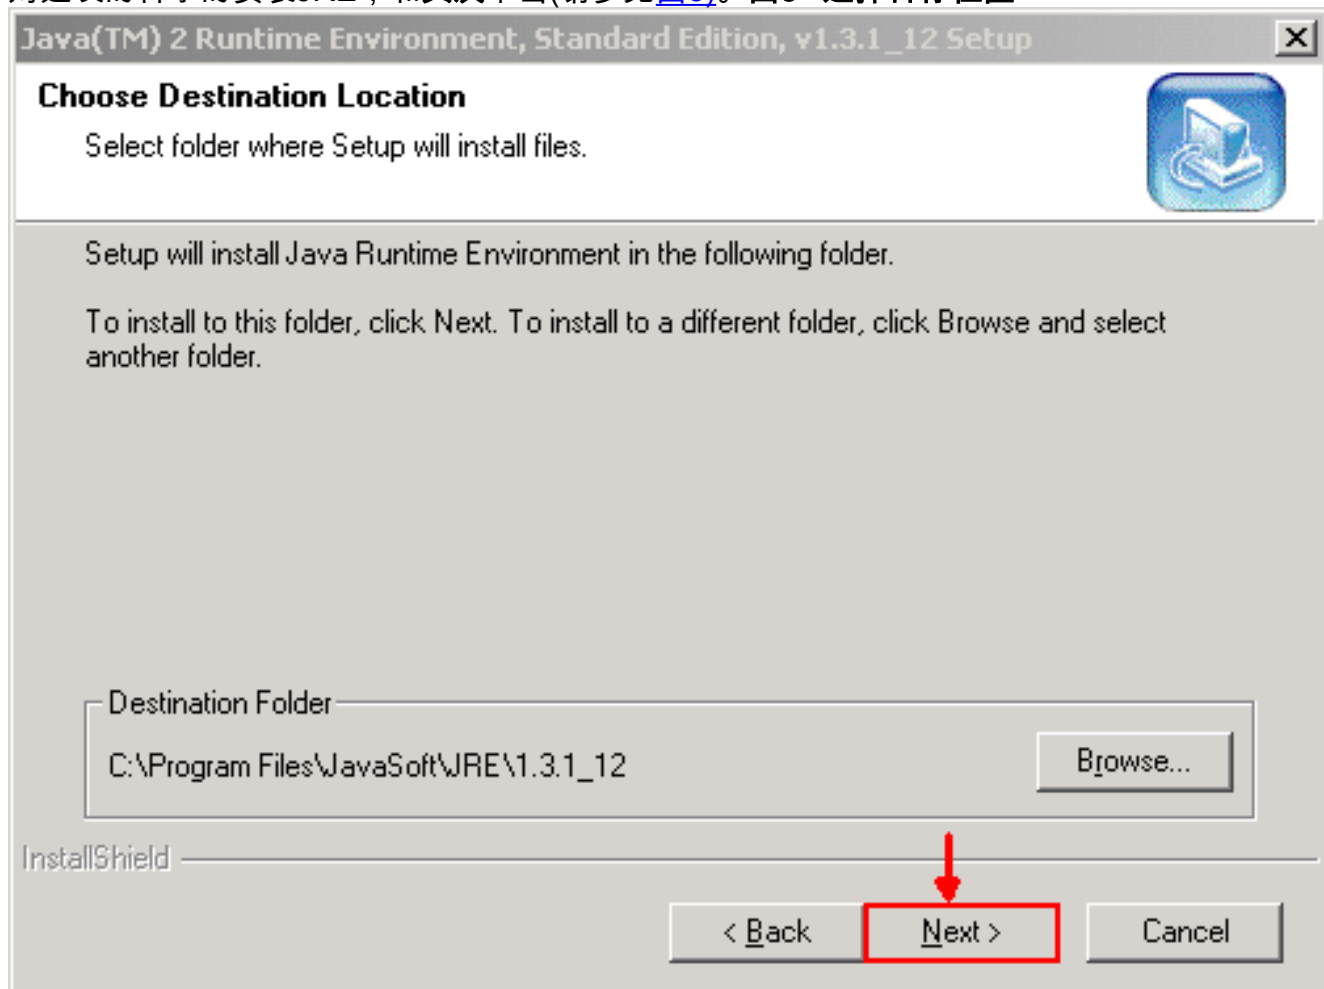 Java(TM) 2 Runtime Environment, Standard Edition, v1.3.1_12 Setup
Choose Destination Location
Select folder where Setup will install files.
Setup will install Java Runtime Environment in the following folder.
To install to this folder, click Next. To install to a different folder, click Browse and select
another folder.
Destination Folder
C:\Program Files\JavaSoft\JRE\1.3.1_12
Browse...
InstallShield
< Back
Next >
Cancel